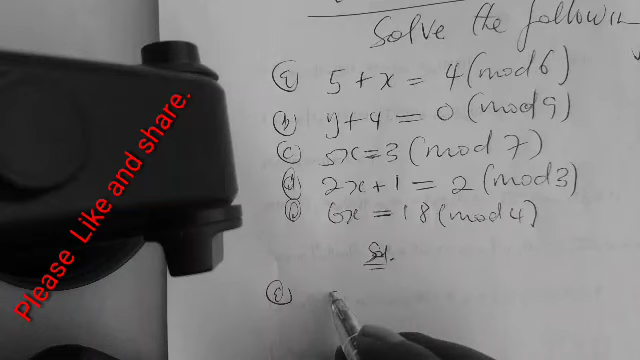 Solve the following
(a) 5 + x = 4 (mod 6)
(b) y + 4 = 0 (mod 9)
(c) 5x = 3 (mod 7)
(d) 2x + 1 = 2 (mod 3)
(e) 6x = 18 (mod 4)
Sol.
(a)
Please Like and share.